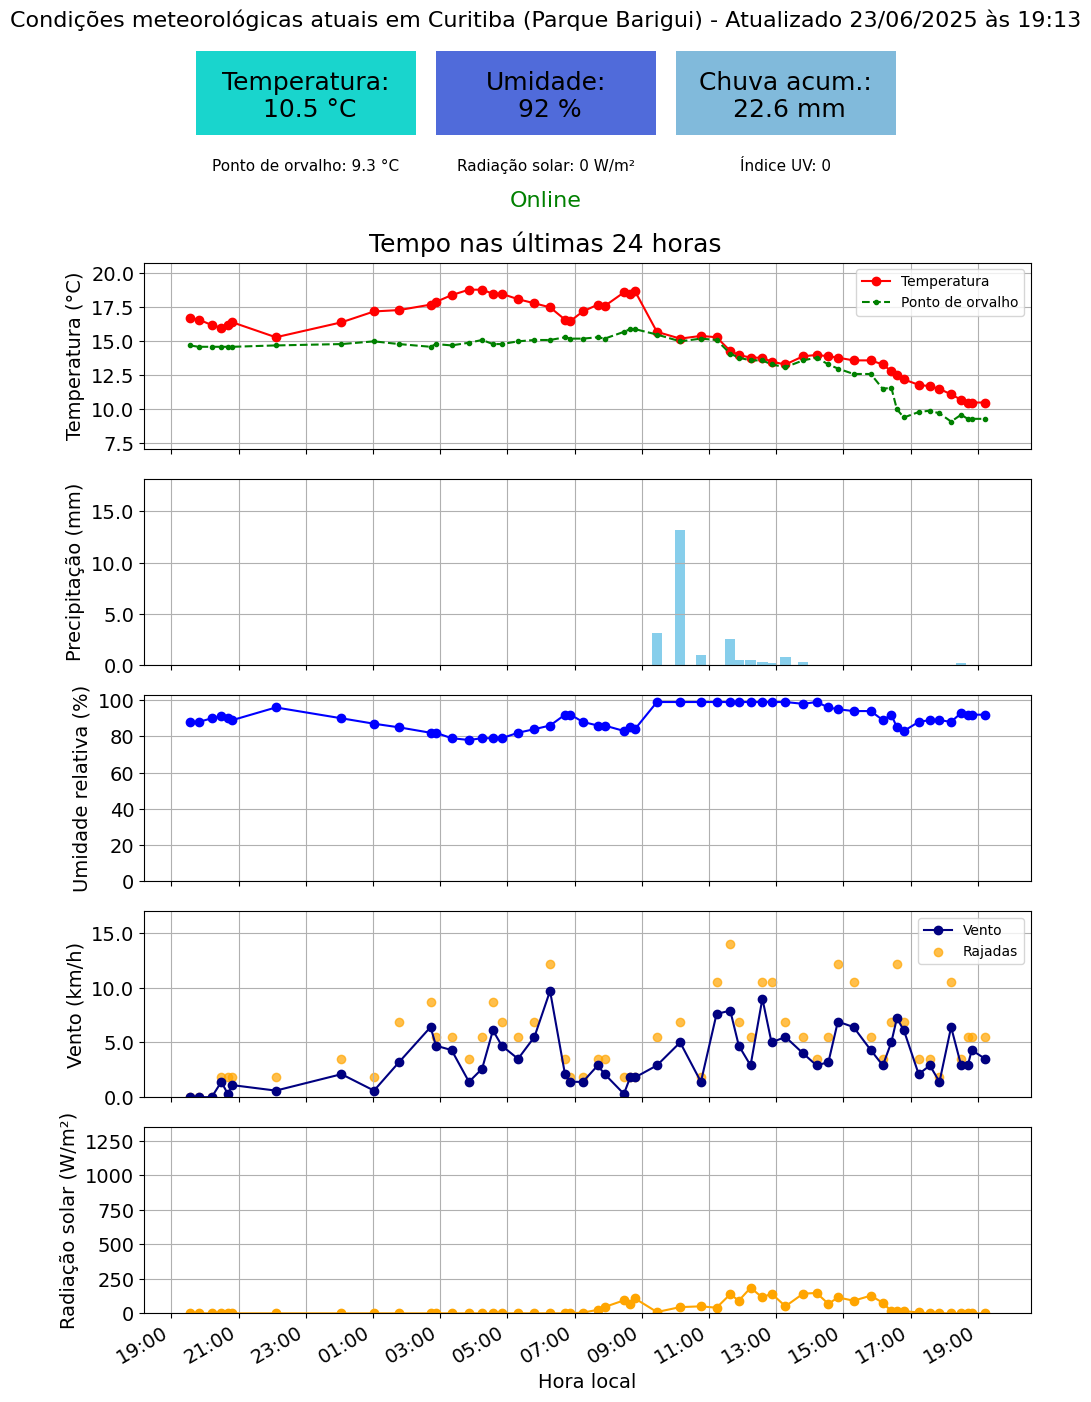 Condições meteorológicas atuais em Curitiba (Parque Barigui) - Atualizado 23/06/2025 às 19:13
Temperatura:
10.5 °C
Umidade:
92 %
Chuva acum.:
22.6 mm
Ponto de orvalho: 9.3 °C
Radiação solar: 0 W/m²
Índice UV: 0
Online
Tempo nas últimas 24 horas
Temperatura (°C)
20.0
17.5
15.0
12.5
10.0
7.5
Temperatura
Ponto de orvalho
Precipitação (mm)
15.0
10.0
5.0
0.0
Umidade relativa (%)
100
80
60
40
20
0
Vento (km/h)
15.0
10.0
5.0
0.0
Vento
Rajadas
Radiação solar (W/m²)
1250
1000
750
500
250
0
19:00
21:00
23:00
01:00
03:00
05:00
07:00
09:00
11:00
13:00
15:00
17:00
19:00
Hora local